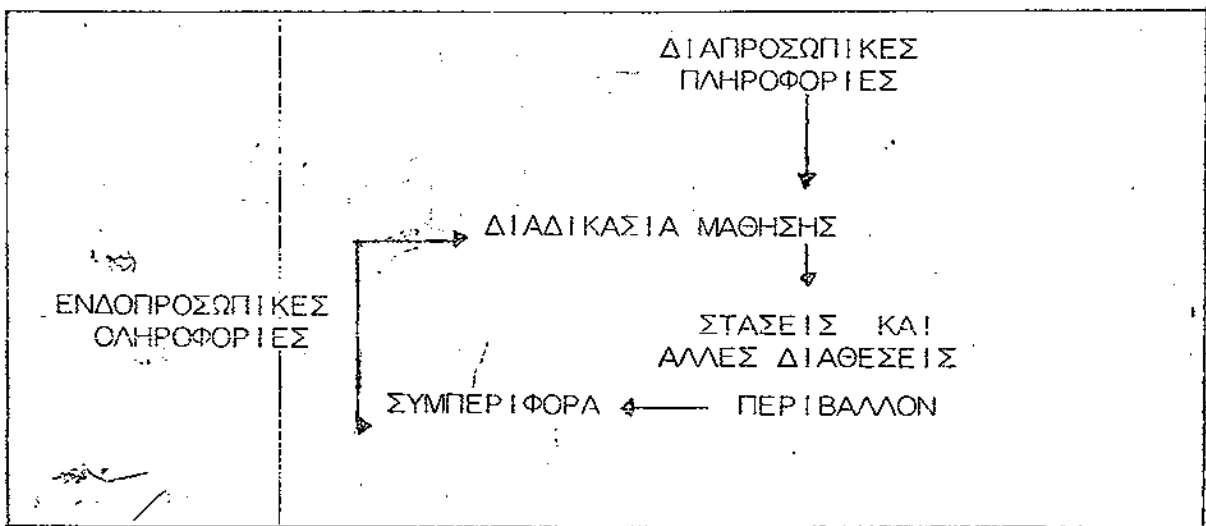 ΔΙΑΠΡΟΣΩΠΙΚΕΣ
ΠΛΗΡΟΦΟΡΙΕΣ
ΔΙΑΔΙΚΑΣΙΑ ΜΑΘΗΣΗΣ
ΕΝΔΟΠΡΟΣΩΠΙΚΕΣ
ΟΛΗΡΟΦΟΡΙΕΣ
ΣΤΑΣΕΙΣ ΚΑΙ
ΑΛΛΕΣ ΔΙΑΘΕΣΕΙΣ
ΣΥΜΠΕΡΙΦΟΡΑ ΠΕΡΙΒΑΛΛΟΝ